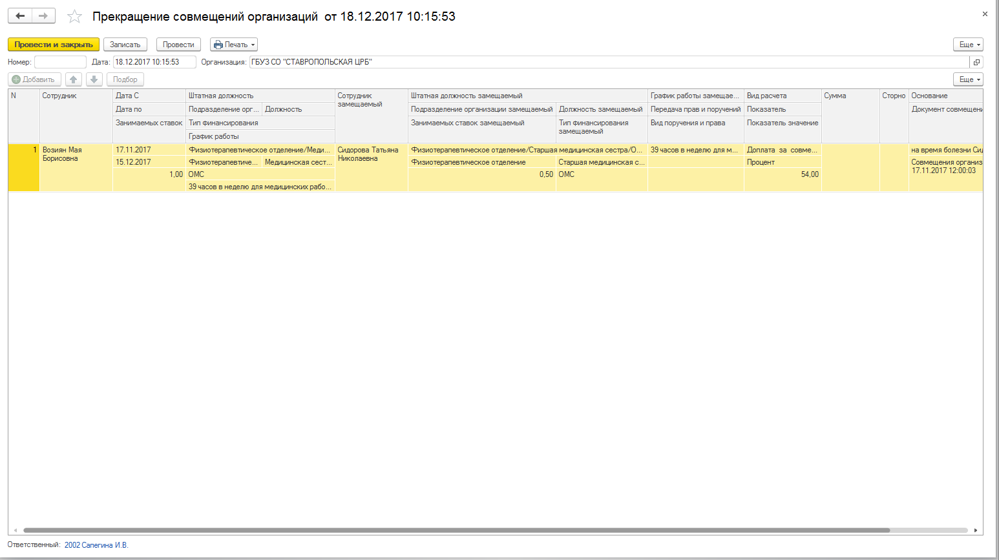 Прекращение совмещений организаций от 18.12.2017 10:15:53
Провести и закрыть Записать Провести Печать Еще
Номер: Дата: 18.12.2017 10:15:53 Организация: ГБУЗ СО "СТАВРОПОЛЬСКАЯ ЦРБ"
Добавить Подбор Еще
N Сотрудник Дата С Штатная должность Сотрудник замещаемый Штатная должность замещаемый График работы замещае... Вид расчета Сумма Сторно Основание
Дата по Подразделение орг... Должность Подразделение организации замещаемый Должность замещаемый Передача прав и поручений Показатель Документ совмещени
Занимаемых ставок Тип финансирования Занимаемых ставок замещаемый Тип финансирования замещаемый Вид поручения и права Показатель значение
График работы
1 Возиян Мая Борисовна 17.11.2017 Физиотерапевтическое отделение/Меди... Сидорова Татьяна Николаевна Физиотерапевтическое отделение/Старшая медицинская сестра/О... 39 часов в неделю для м... Доплата за совме... на время болезни Сид
15.12.2017 Физиотерапевтиче... Медицинская сест... Физиотерапевтическое отделение Старшая медицинская с... Процент Совмещения организ
1,00 ОМС 0,50 ОМС 54,00 17.11.2017 12:00:03
39 часов в неделю для медицинских рабо...
Ответственный: 2002 Сапегина И.В.